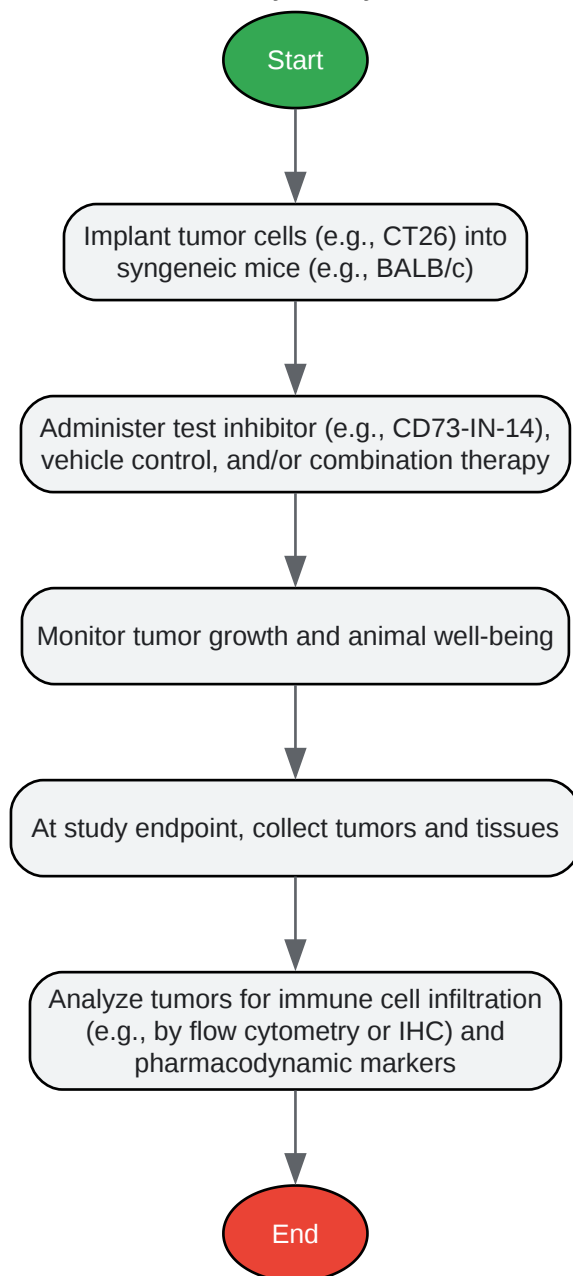 Start
Implant tumor cells (e.g., CT26) into
syngeneic mice (e.g., BALB/c)
Administer test inhibitor (e.g., CD73-IN-14),
vehicle control, and/or combination therapy
Monitor tumor growth and animal well-being
At study endpoint, collect tumors and tissues
Analyze tumors for immune cell infiltration
(e.g., by flow cytometry or IHC) and
pharmacodynamic markers
End